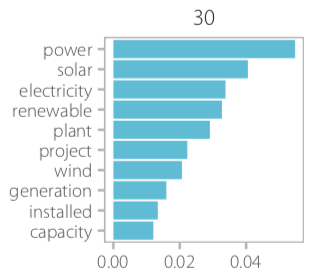 30
power
solar
electricity
renewable
plant
project
wind
generation
installed
capacity
0.00 0.02 0.04